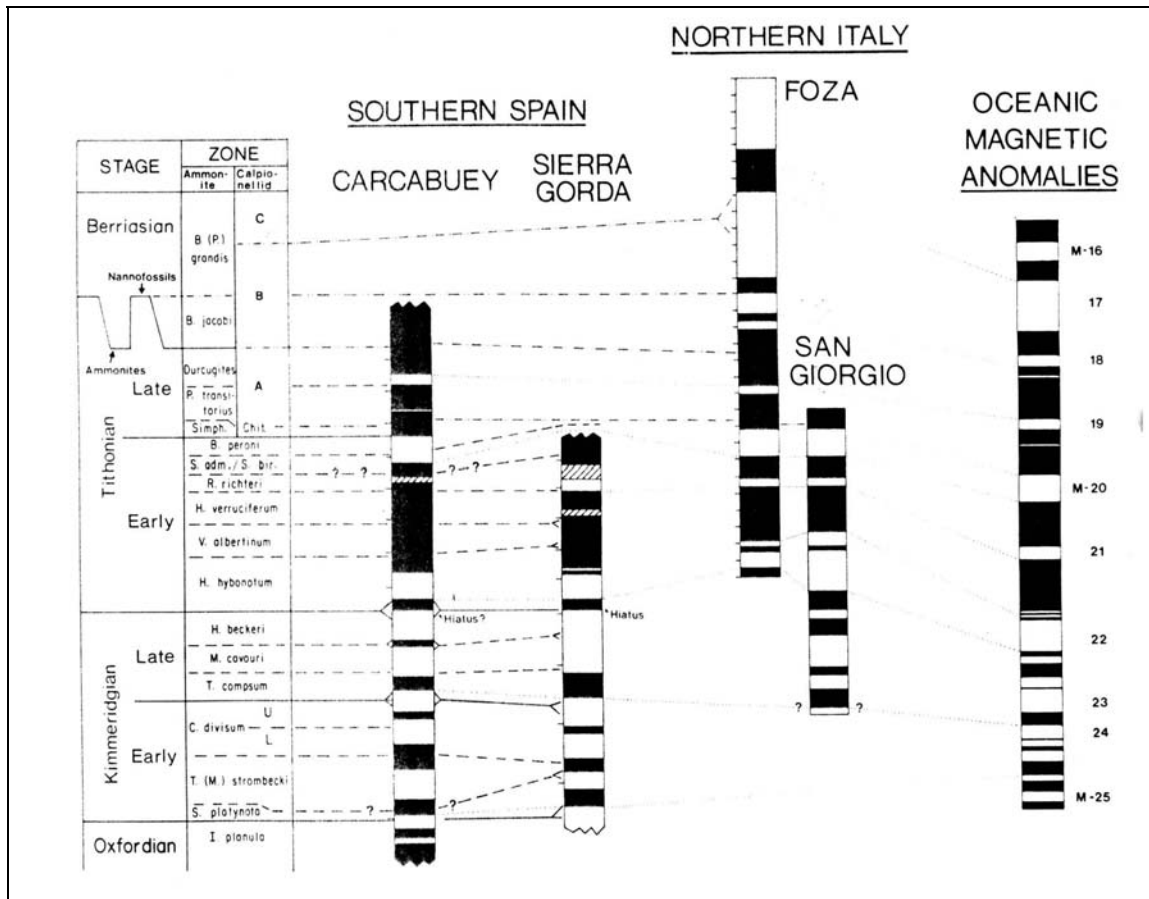 NORTHERN ITALY
FOZA
SOUTHERN SPAIN
OCEANIC
MAGNETIC
ANOMALIES
CARCABUEY
SIERRA
GORDA
SAN
GIORGIO
STAGE
ZONE
Ammon-
ite
Calpio-
nellid
Berriasian
B (P.)
grandis
C
Nannofossils
B
B. jacobi
Ammonites
Late
Durcugites
A
P. transi-
torius
Simph.
Chit.
Tithonian
Early
B. peroni
S. adm./S. bir.
? ? ? ?
R. richteri
H. verruciferum
V. albertinum
H. hybonotum
Hiatus?
Hiatus
Kimmeridgian
Late
H. beckeri
M. cavouri
T. compsum
Early
C. divisum
U
L
T. (M.) strombecki
S. platynota
? ?
? ?
Oxfordian
I. planula
M-16
17
18
19
M-20
21
22
23
24
M-25